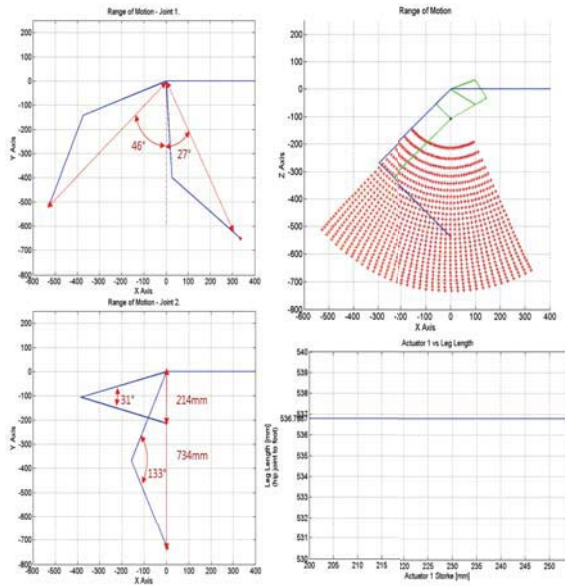 Range of Motion - Joint 1.
200
100
0
-100
-200
-300
-400
-500
-600
-700
-800
Y Axis
46°
27°
-600 -500 -400 -300 -200 -100 0 100 200 300 400
X Axis
Range of Motion
200
100
0
-100
-200
-300
-400
-500
-600
-700
-800
Z Axis
-600 -500 -400 -300 -200 -100 0 100 200 300 400
X Axis
Range of Motion - Joint 2.
200
100
0
-100
-200
-300
-400
-500
-600
-700
-800
Y Axis
31°
214mm
133°
734mm
-600 -500 -400 -300 -200 -100 0 100 200 300 400
X Axis
Actuator 1 vs Leg Length
540
539
538
537
536
535
534
533
532
531
530
Leg Length [mm]
(hip joint to foot)
200 205 210 215 220 225 230 235 240 245 250
Actuator 1 Storke [mm]